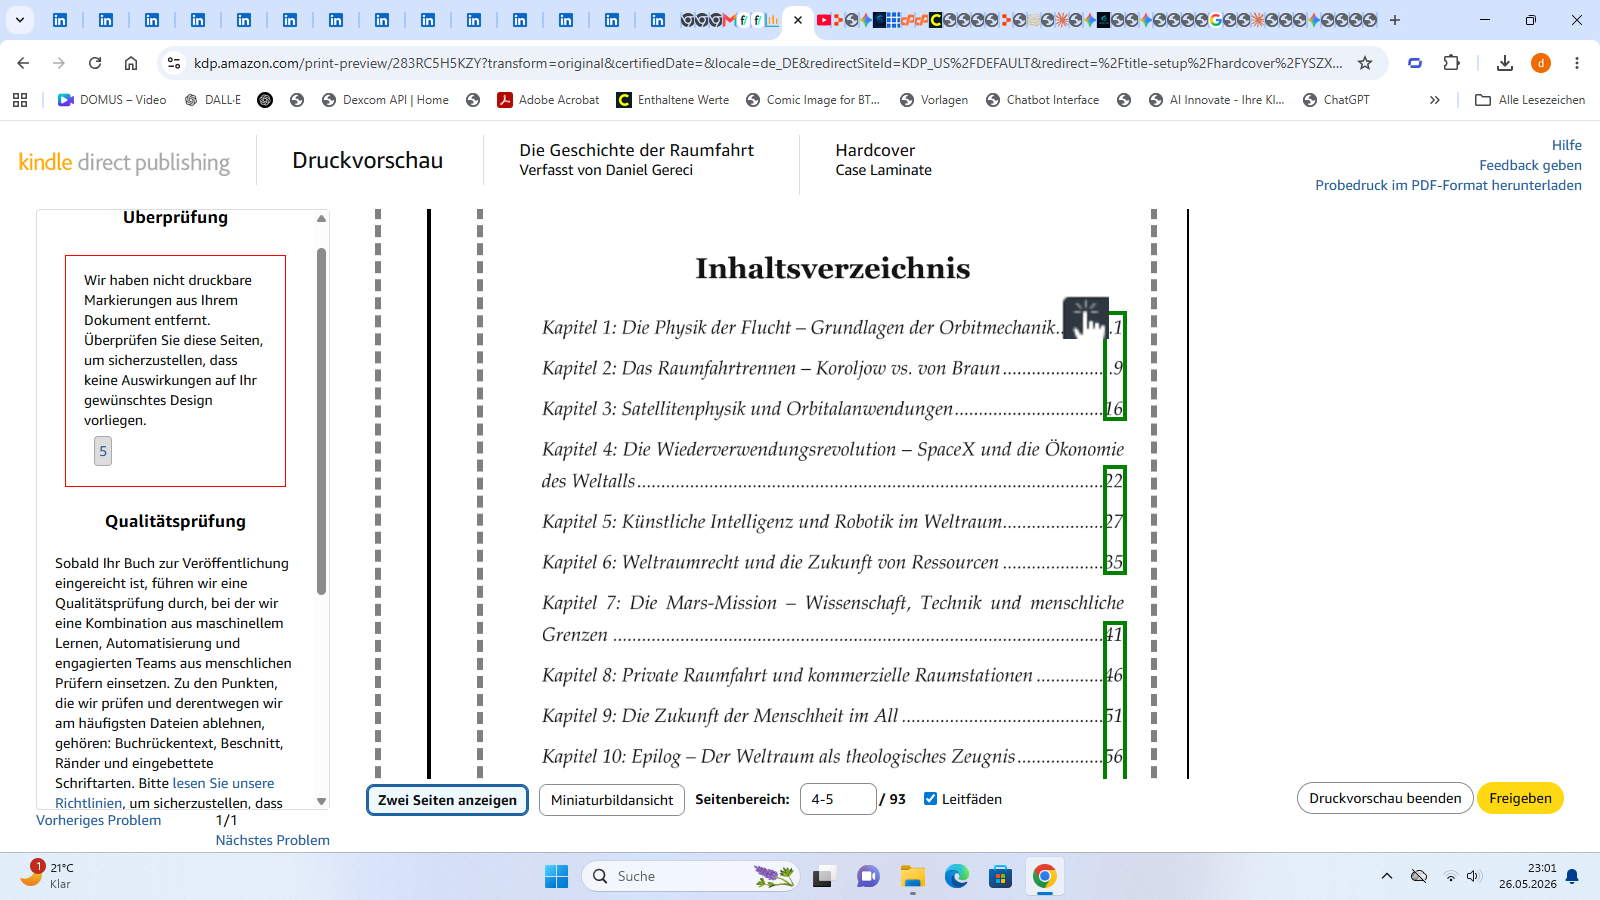 kdp.amazon.com/print-preview/283RC5H5KZY?transform=original&certifiedDate=&locale=de_DE&redirectSiteId=KDP_US%2FDEFAULT&redirect=%2Ftitle-setup%2Fhardcover%2FYSZX...
DOMUS – Video
DALL·E
Dexcom API | Home
Adobe Acrobat
Enthaltene Werte
Comic Image for BT...
Vorlagen
Chatbot Interface
AI Innovate - Ihre KI...
ChatGPT
Alle Lesezeichen
kindle direct publishing
Druckvorschau
Die Geschichte der Raumfahrt
Verfasst von Daniel Gereci
Hardcover
Case Laminate
Hilfe
Feedback geben
Probedruck im PDF-Format herunterladen
Überprüfung
Wir haben nicht druckbare
Markierungen aus Ihrem
Dokument entfernt.
Überprüfen Sie diese Seiten,
um sicherzustellen, dass
keine Auswirkungen auf Ihr
gewünschtes Design
vorliegen.
5
Qualitätsprüfung
Sobald Ihr Buch zur Veröffentlichung
eingereicht ist, führen wir eine
Qualitätsprüfung durch, bei der wir
eine Kombination aus maschinellem
Lernen, Automatisierung und
engagierten Teams aus menschlichen
Prüfern einsetzen. Zu den Punkten,
die wir prüfen und derentwegen wir
am häufigsten Dateien ablehnen,
gehören: Buchrückentext, Beschnitt,
Ränder und eingebettete
Schriftarten. Bitte lesen Sie unsere
Richtlinien, um sicherzustellen, dass
Vorheriges Problem
1/1
Nächstes Problem
Inhaltsverzeichnis
Kapitel 1: Die Physik der Flucht – Grundlagen der Orbitmechanik.. .1
Kapitel 2: Das Raumfahrtrennen – Koroljow vs. von Braun......................9
Kapitel 3: Satellitenphysik und Orbitalanwendungen...............................16
Kapitel 4: Die Wiederverwendungsrevolution – SpaceX und die Ökonomie
des Weltalls.................................................................................................22
Kapitel 5: Künstliche Intelligenz und Robotik im Weltraum.....................27
Kapitel 6: Weltraumrecht und die Zukunft von Ressourcen .....................35
Kapitel 7: Die Mars-Mission – Wissenschaft, Technik und menschliche
Grenzen ......................................................................................................41
Kapitel 8: Private Raumfahrt und kommerzielle Raumstationen ..............46
Kapitel 9: Die Zukunft der Menschheit im All ..........................................51
Kapitel 10: Epilog – Der Weltraum als theologisches Zeugnis..................56
Zwei Seiten anzeigen
Miniaturbildansicht
Seitenbereich:
4-5
/ 93
Leitfäden
Druckvorschau beenden
Freigeben
1
21°C
Klar
Suche
23:01
26.05.2026